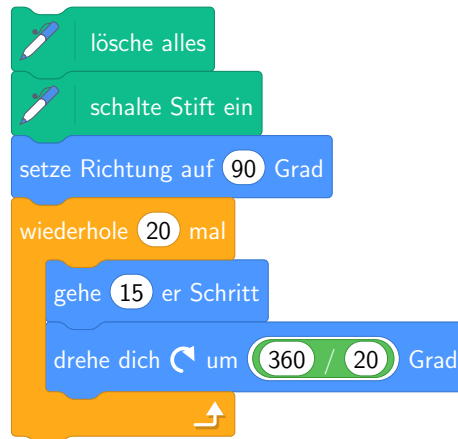 lösche alles
schalte Stift ein
setze Richtung auf 90 Grad
wiederhole 20 mal
gehe 15 er Schritt
drehe dich um 360 / 20 Grad